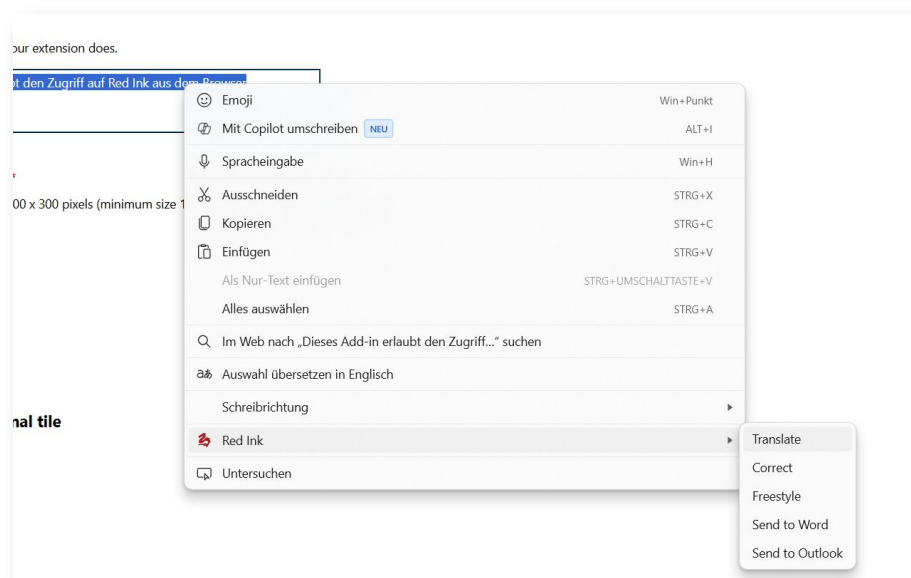 our extension does.
ot den Zugriff auf Red Ink aus dem Browser
*
00 x 300 pixels (minimum size 1
nal tile
Emoji Win+Punkt
Mit Copilot umschreiben NEU ALT+I
Spracheingabe Win+H
Ausschneiden STRG+X
Kopieren STRG+C
Einfügen STRG+V
Als Nur-Text einfügen STRG+UMSCHALTTASTE+V
Alles auswählen STRG+A
Im Web nach „Dieses Add-in erlaubt den Zugriff...“ suchen
Auswahl übersetzen in Englisch
Schreibrichtung
Red Ink
Untersuchen
Translate
Correct
Freestyle
Send to Word
Send to Outlook